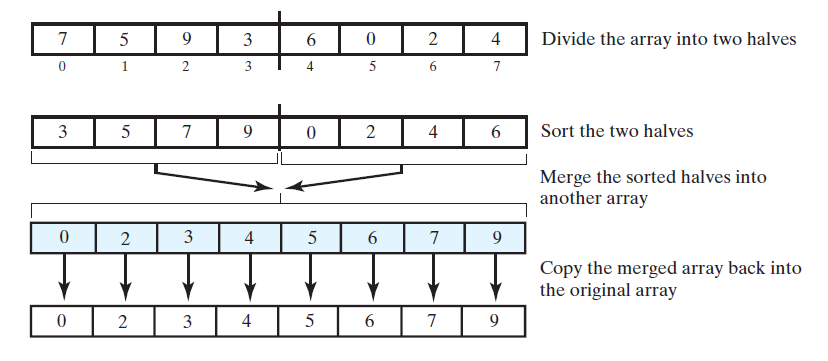 7 5 9 3 6 0 2 4 Divide the array into two halves
0 1 2 3 4 5 6 7
3 5 7 9 0 2 4 6 Sort the two halves
Merge the sorted halves into
another array
0 2 3 4 5 6 7 9
Copy the merged array back into
the original array
0 2 3 4 5 6 7 9